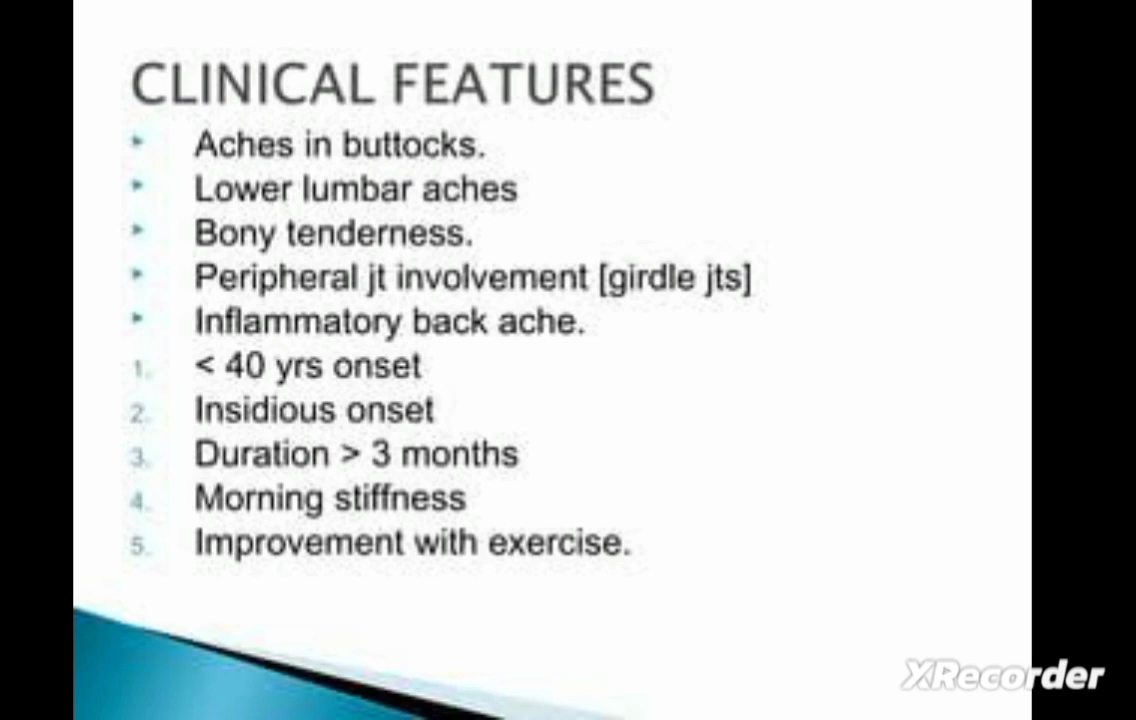 CLINICAL FEATURES
▸ Aches in buttocks.
▸ Lower lumbar aches
▸ Bony tenderness.
▸ Peripheral jt involvement [girdle jts]
▸ Inflammatory back ache.
1. < 40 yrs onset
2. Insidious onset
3. Duration > 3 months
4. Morning stiffness
5. Improvement with exercise.
XRecorder